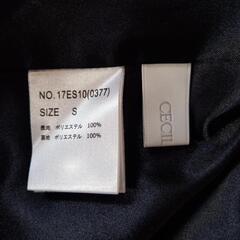 NO.17ES10(0377)
SIZE S
表地 ポリエステル 100%
裏地 ポリエステル 100%
CECIL